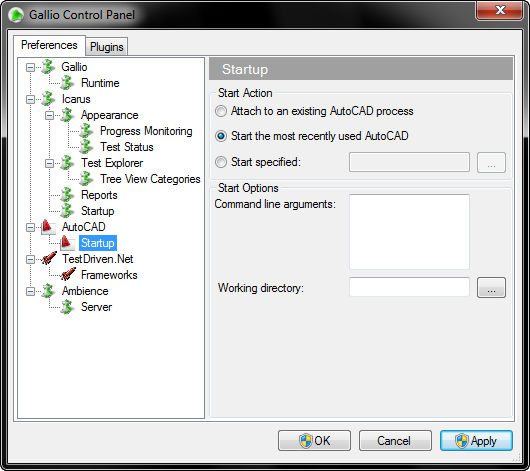 Gallio Control Panel
Preferences
Plugins
Gallio
Runtime
Icarus
Appearance
Progress Monitoring
Test Status
Test Explorer
Tree View Categories
Reports
Startup
AutoCAD
Startup
TestDriven.Net
Frameworks
Ambience
Server
Startup
Start Action
Attach to an existing AutoCAD process
Start the most recently used AutoCAD
Start specified:
...
Start Options
Command line arguments:
Working directory:
...
OK
Cancel
Apply